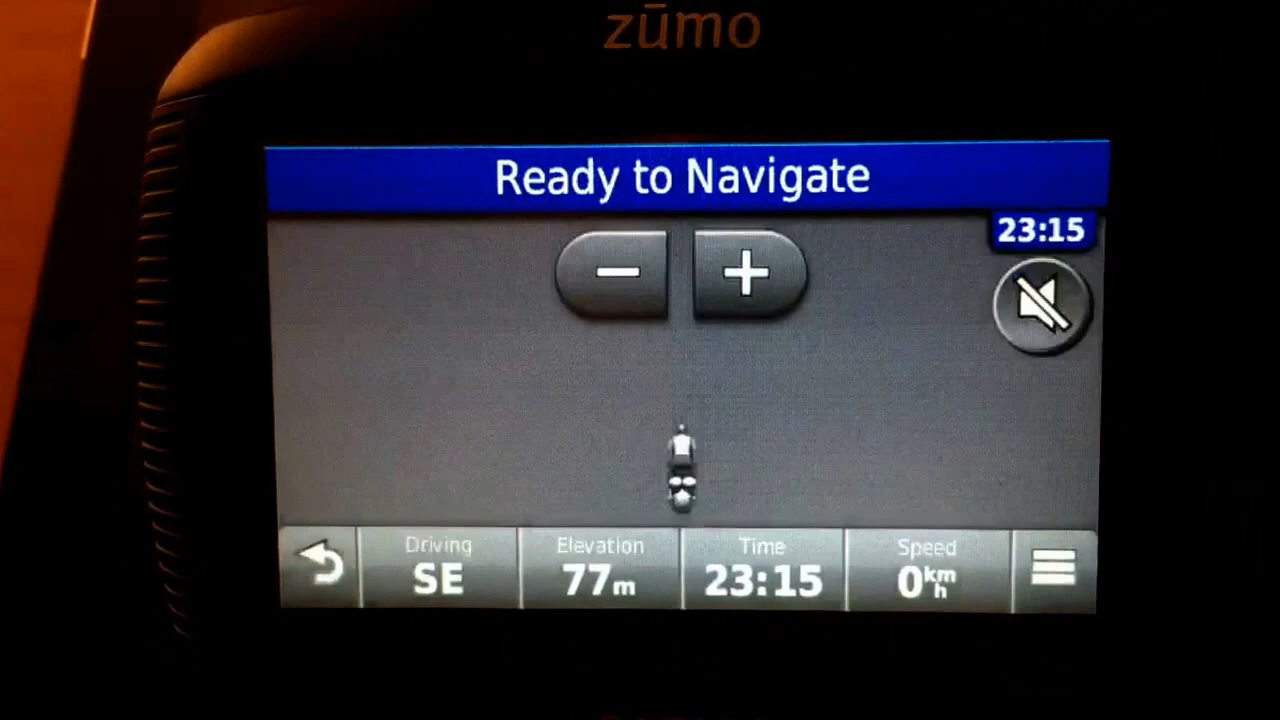 zūmo
Ready to Navigate
23:15
Driving Elevation Time Speed
SE 77m 23:15 0km/h